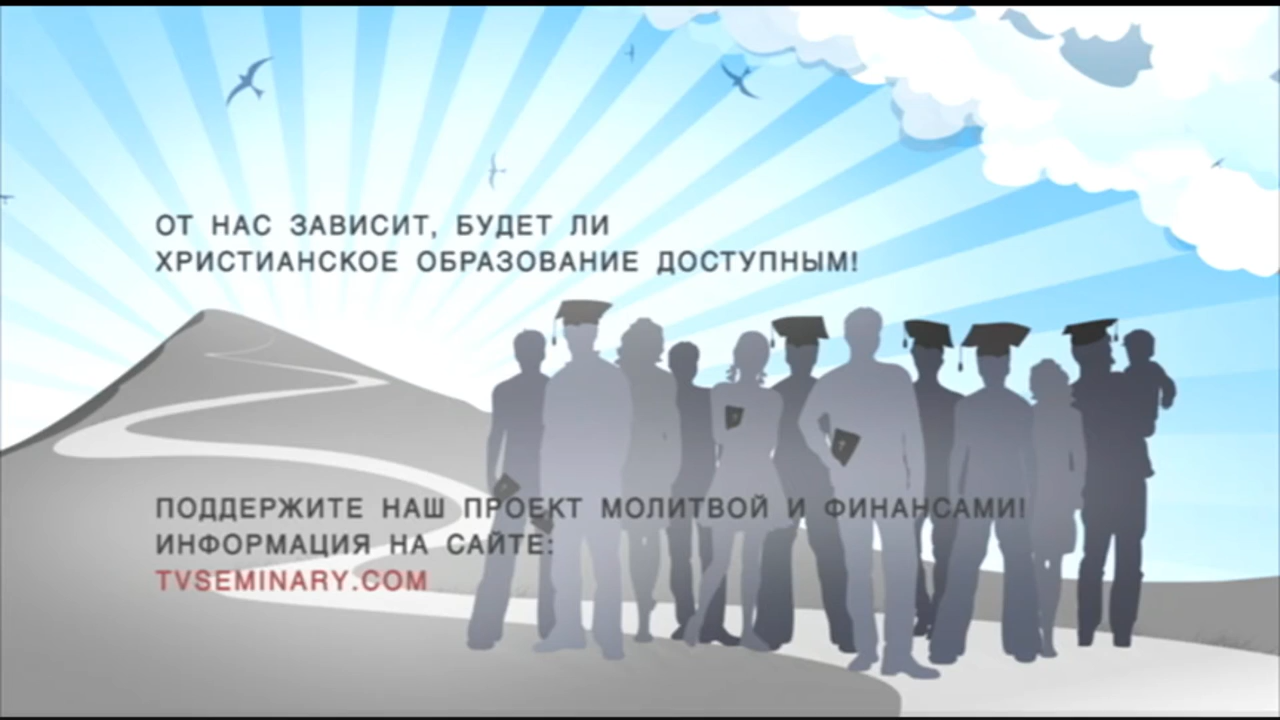 ОТ НАС ЗАВИСИТ, БУДЕТ ЛИ
ХРИСТИАНСКОЕ ОБРАЗОВАНИЕ ДОСТУПНЫМ!
ПОДДЕРЖИТЕ НАШ ПРОЕКТ МОЛИТВОЙ И ФИНАНСАМИ!
ИНФОРМАЦИЯ НА САЙТЕ:
TVSEMINARY.COM